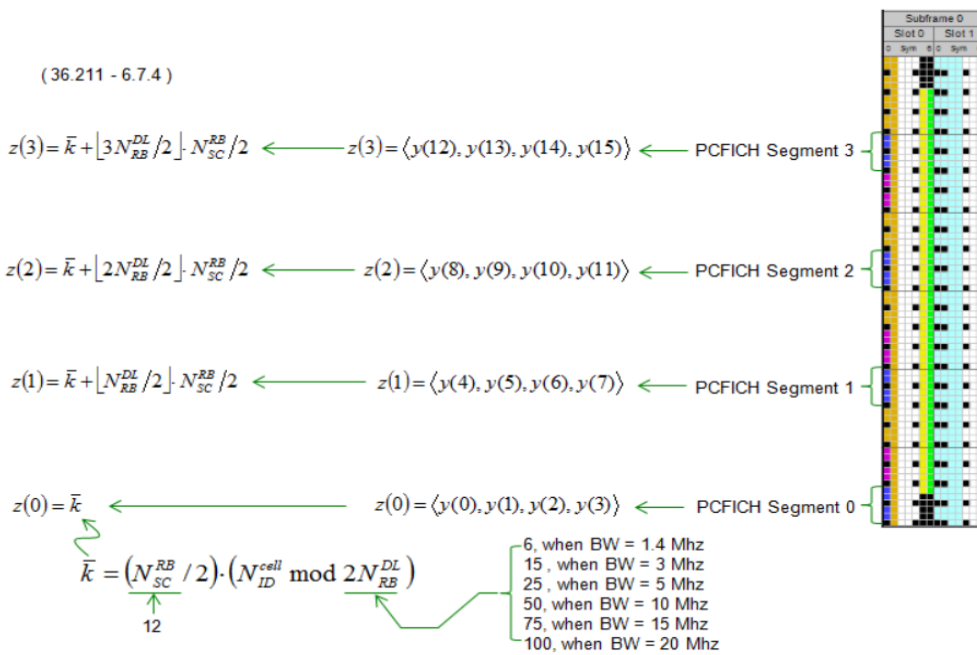 Subframe 0
Slot 0 Slot 1
0 Sym 6 0 Sym
( 36.211 - 6.7.4 )
z(3) = k̄ + ⌊3N_RB^DL/2⌋· N_SC^RB/2 z(3) = ⟨y(12), y(13), y(14), y(15)⟩ PCFICH Segment 3
z(2) = k̄ + ⌊2N_RB^DL/2⌋· N_SC^RB/2 z(2) = ⟨y(8), y(9), y(10), y(11)⟩ PCFICH Segment 2
z(1) = k̄ + ⌊N_RB^DL/2⌋· N_SC^RB/2 z(1) = ⟨y(4), y(5), y(6), y(7)⟩ PCFICH Segment 1
z(0) = k̄ z(0) = ⟨y(0), y(1), y(2), y(3)⟩ PCFICH Segment 0
k̄ = (N_SC^RB/2)·(N_ID^cell mod 2N_RB^DL)
12
6, when BW = 1.4 Mhz
15 , when BW = 3 Mhz
25 , when BW = 5 Mhz
50, when BW = 10 Mhz
75, when BW = 15 Mhz
100, when BW = 20 Mhz